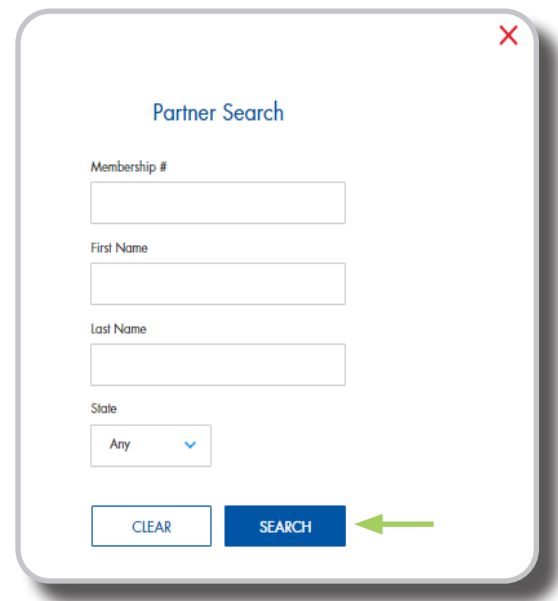 Partner Search
Membership #
First Name
Last Name
State
Any
CLEAR SEARCH